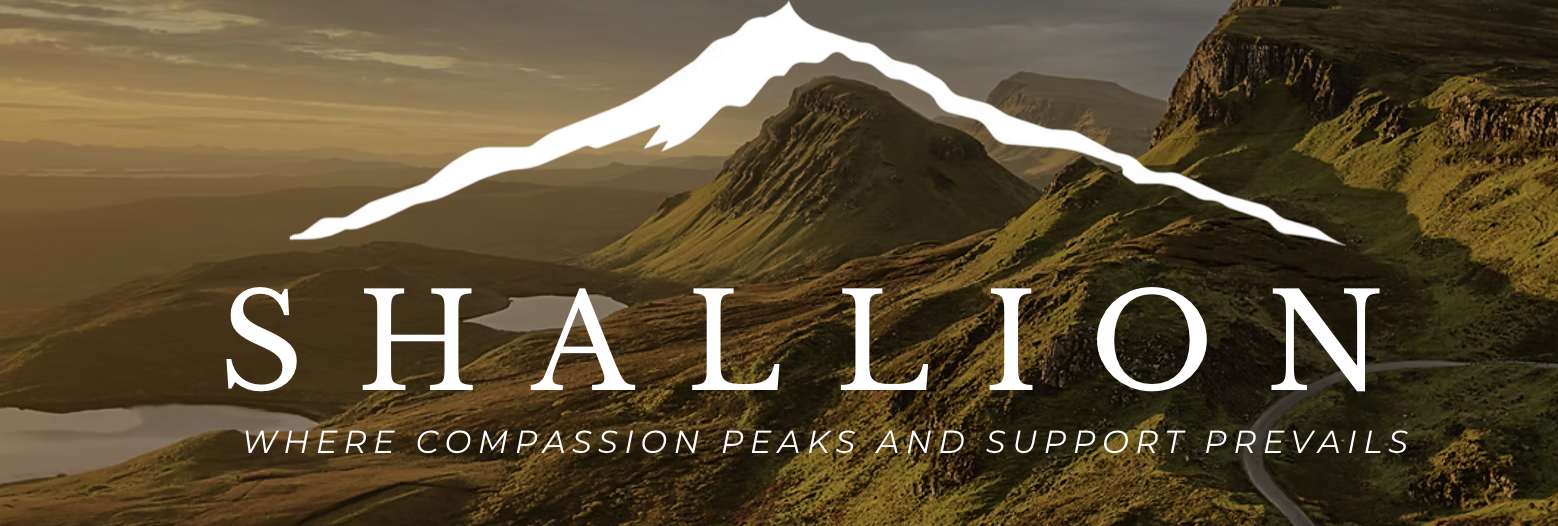 SHALLION
WHERE COMPASSION PEAKS AND SUPPORT PREVAILS